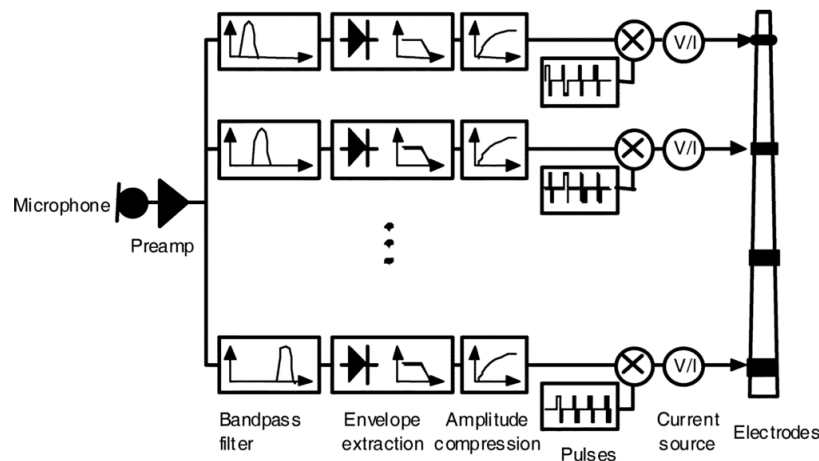 V/I
V/I
Microphone
Preamp
V/I
Bandpass
filter
Envelope
extraction
Amplitude
compression
Pulses
Current
source
Electrodes